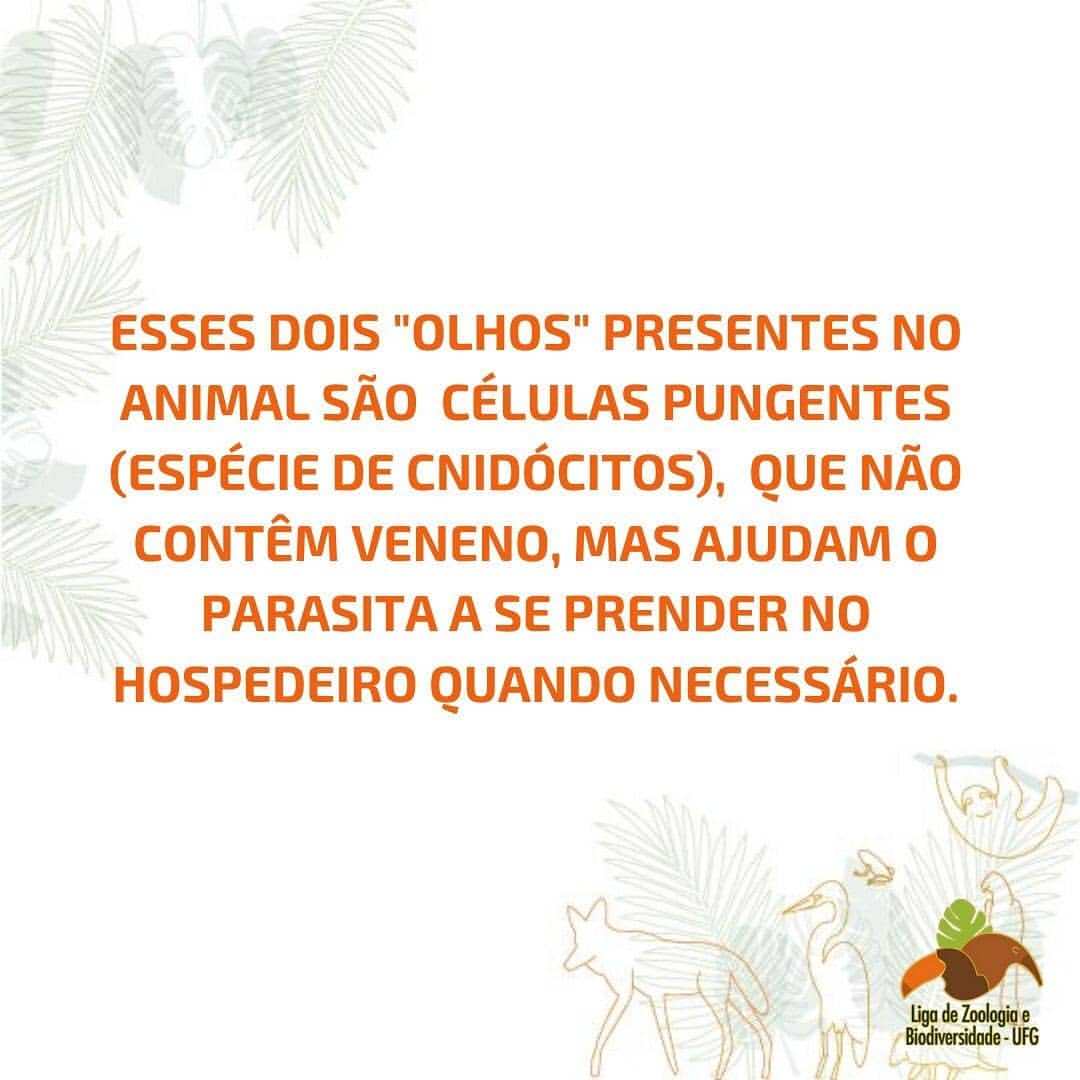 ESSES DOIS "OLHOS" PRESENTES NO
ANIMAL SÃO CÉLULAS PUNGENTES
(ESPÉCIE DE CNIDÓCITOS), QUE NÃO
CONTÊM VENENO, MAS AJUDAM O
PARASITA A SE PRENDER NO
HOSPEDEIRO QUANDO NECESSÁRIO.
Liga de Zoologia e
Biodiversidade - UFG